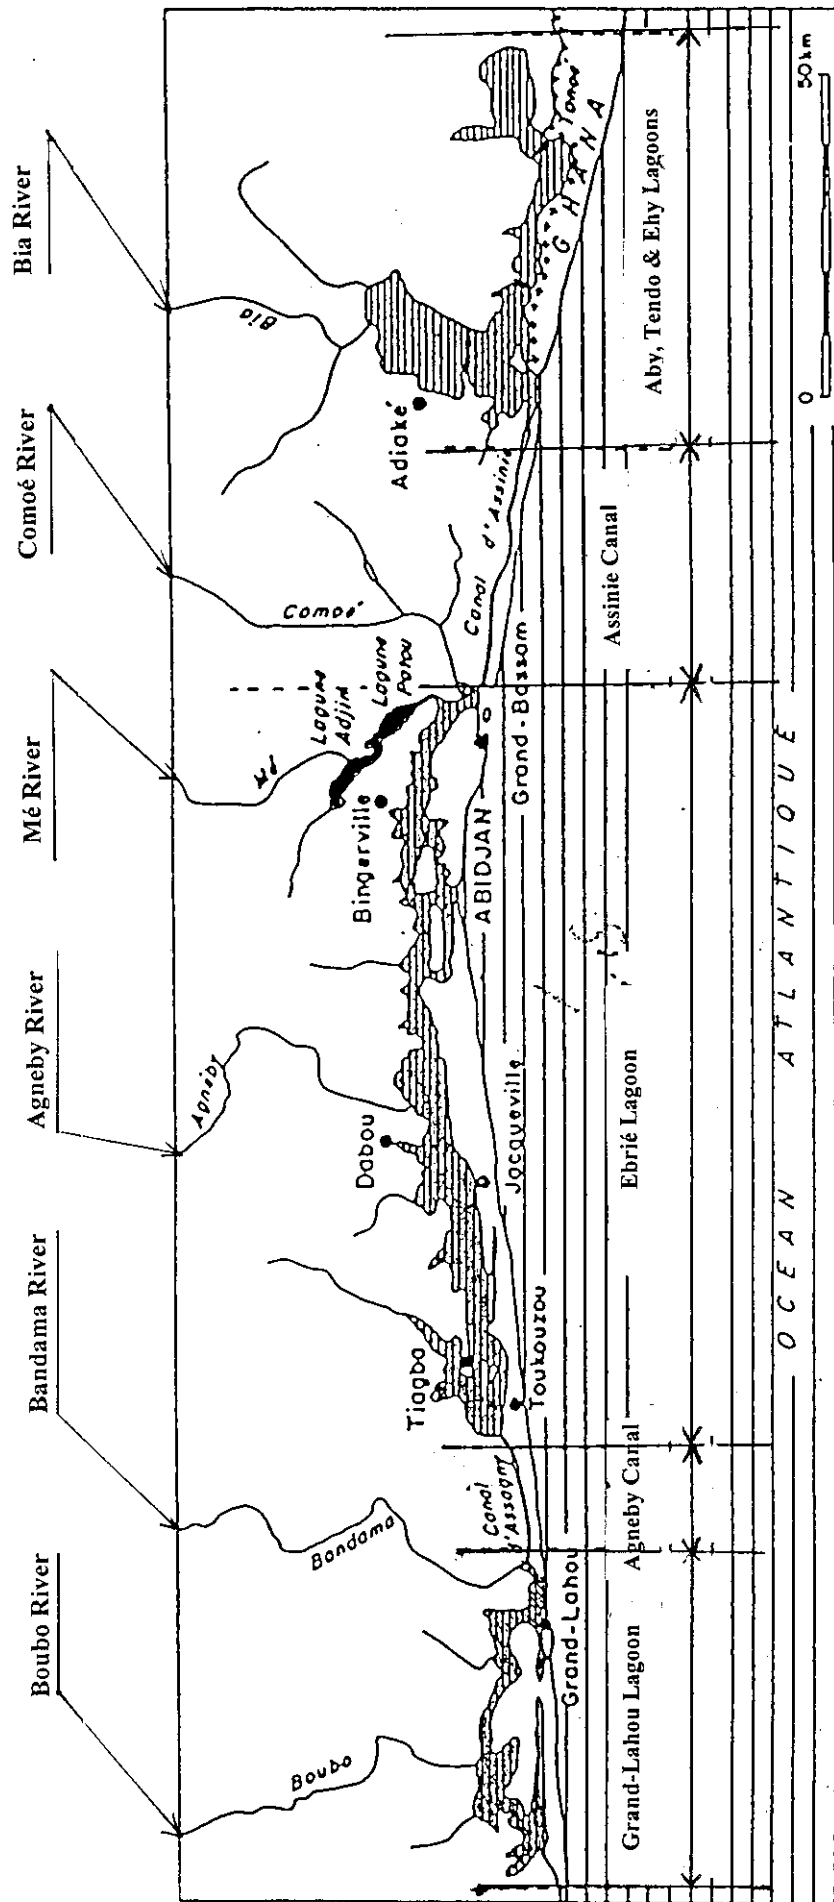 Boubo River
Bandama River
Agneby River
Mé River
Comoé River
Bia River
Boubo
Bandama
Agneby
Mé
Comoé
Bia
Lagune
Adjin
Lagune
Potou
Adiaké
Bingerville
Dabou
Tiagba
Canal
d'Assagny
Canal d'Assinie
Tanoé
GHANA
Grand-Lahou
Toukouzou
Jacqueville
ABIDJAN
Grand-Bassam
Grand-Lahou Lagoon
Agneby Canal
Ebrié Lagoon
Assinie Canal
Aby, Tendo & Ehy Lagoons
OCEAN ATLANTIQUE
0
50km